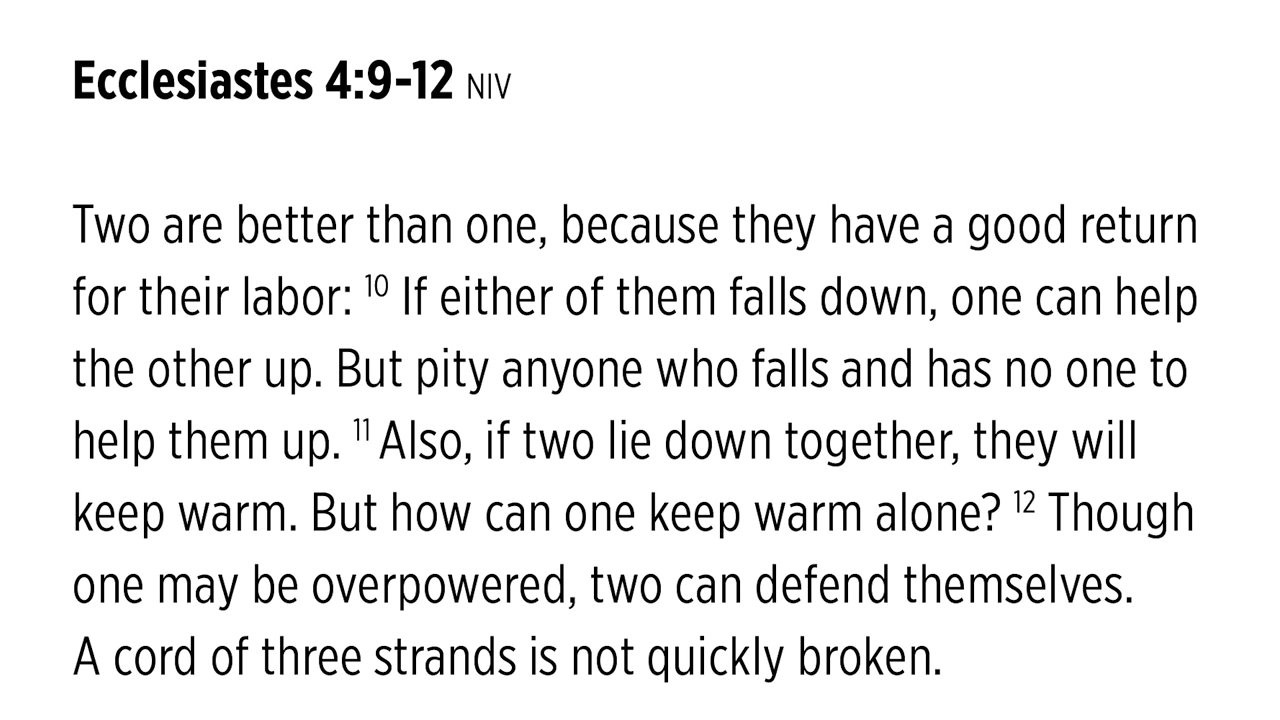 Ecclesiastes 4:9-12 NIV
Two are better than one, because they have a good return
for their labor: 10 If either of them falls down, one can help
the other up. But pity anyone who falls and has no one to
help them up. 11 Also, if two lie down together, they will
keep warm. But how can one keep warm alone? 12 Though
one may be overpowered, two can defend themselves.
A cord of three strands is not quickly broken.